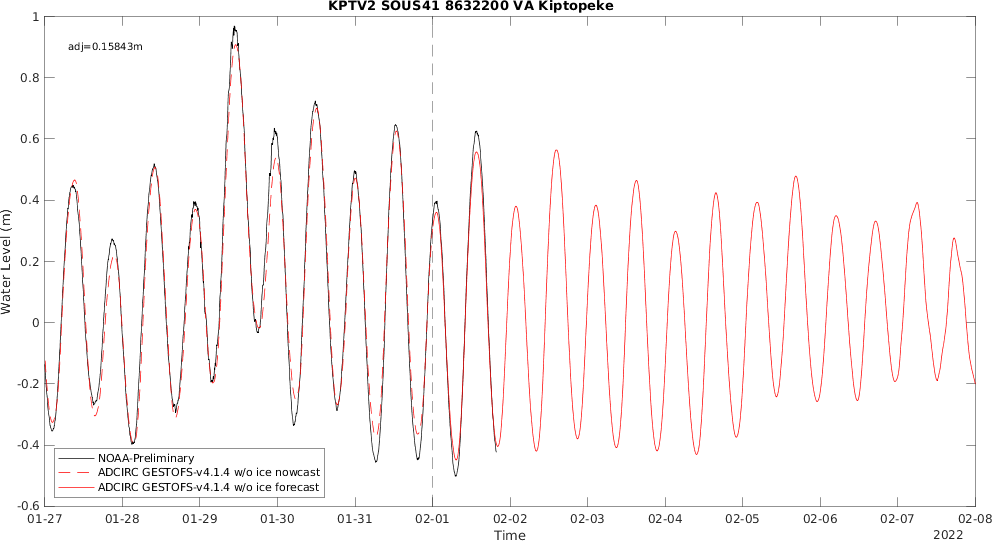 KPTV2 SOUS41 8632200 VA Kiptopeke
adj=0.15843m
Water Level (m)
1
0.8
0.6
0.4
0.2
0
-0.2
-0.4
-0.6
NOAA-Preliminary
ADCIRC GESTOFS-v4.1.4 w/o ice nowcast
ADCIRC GESTOFS-v4.1.4 w/o ice forecast
01-27 01-28 01-29 01-30 01-31 02-01 02-02 02-03 02-04 02-05 02-06 02-07 02-08
Time
2022